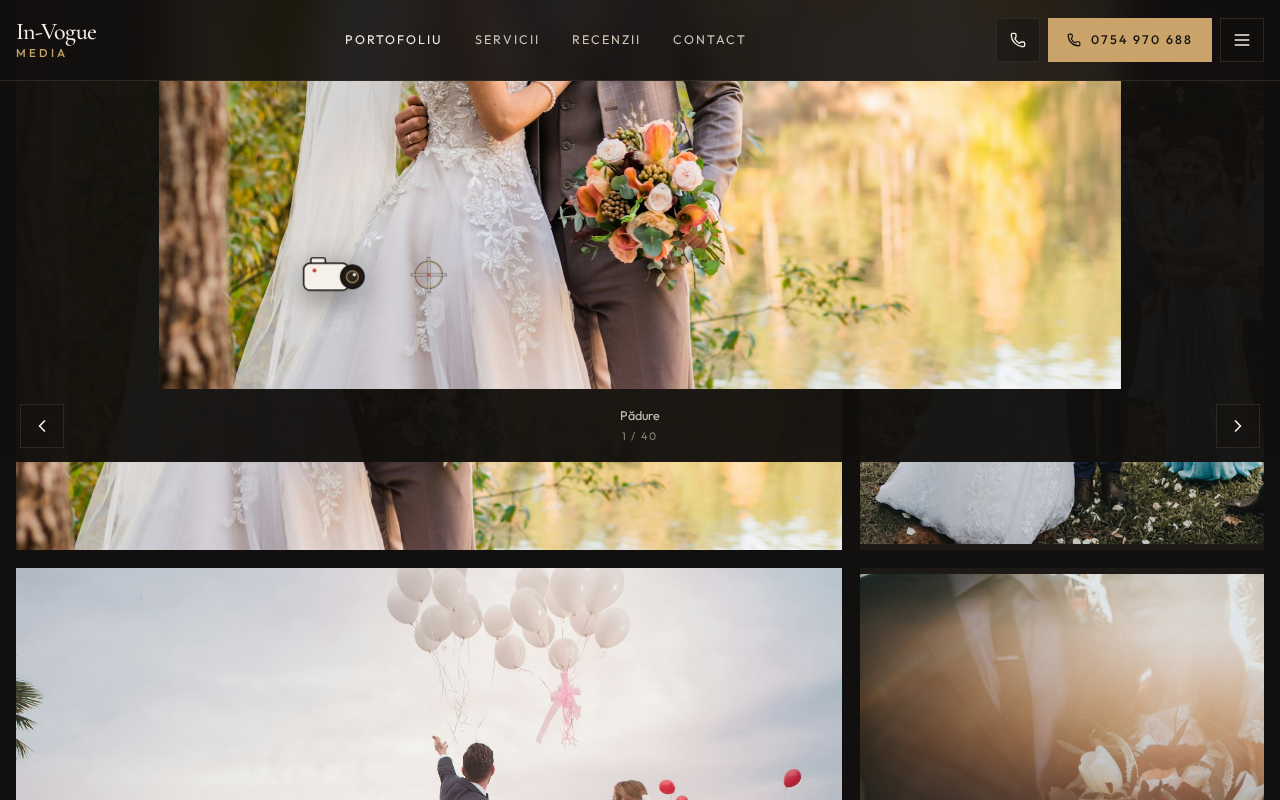 In-Vogue
MEDIA
PORTOFOLIU
SERVICII
RECENZII
CONTACT
0754 970 688
Pădure
1 / 40